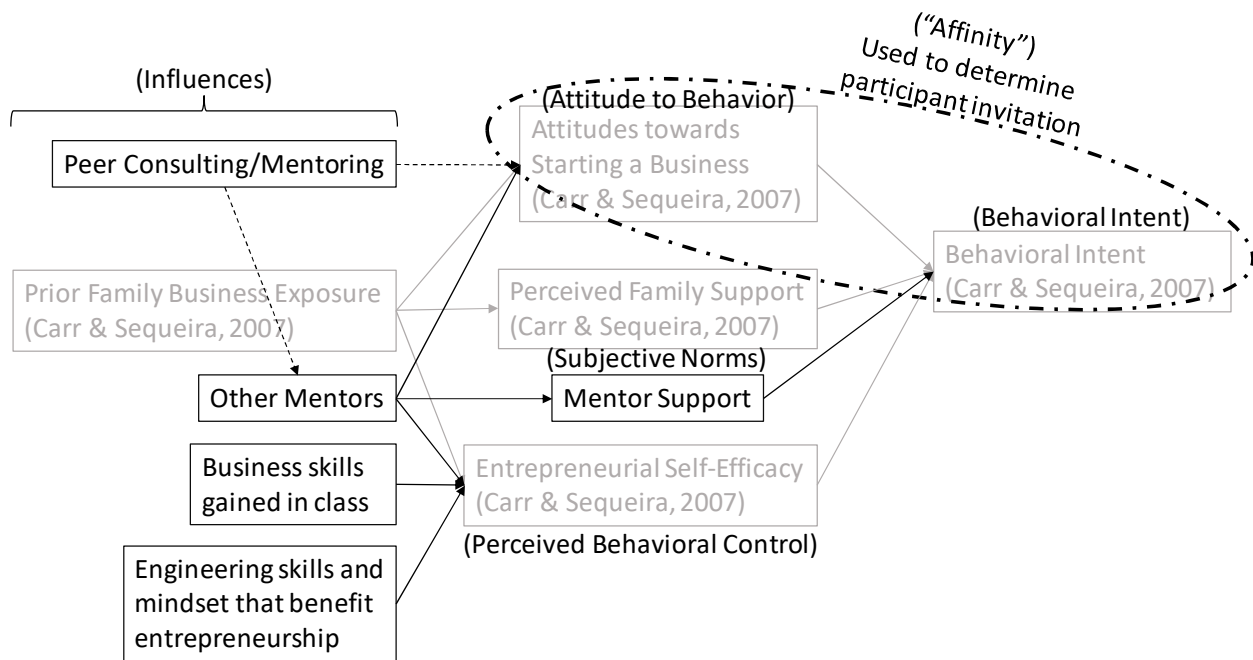 (“Affinity”)
Used to determine
participant invitation
(Influences)
(Attitude to Behavior)
Attitudes towards
Starting a Business
(Carr & Sequeira, 2007)
Peer Consulting/Mentoring
(Behavioral Intent)
Behavioral Intent
(Carr & Sequeira, 2007)
Prior Family Business Exposure
(Carr & Sequeira, 2007)
Perceived Family Support
(Carr & Sequeira, 2007)
(Subjective Norms)
Other Mentors
Mentor Support
Business skills
gained in class
Entrepreneurial Self-Efficacy
(Carr & Sequeira, 2007)
(Perceived Behavioral Control)
Engineering skills and
mindset that benefit
entrepreneurship